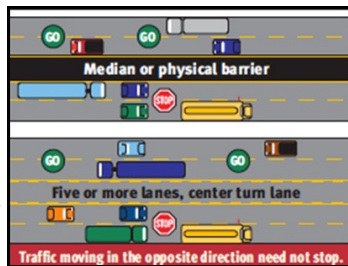 GO GO
Median or physical barrier
STOP
GO GO
Five or more lanes, center turn lane
STOP
Traffic moving in the opposite direction need not stop.